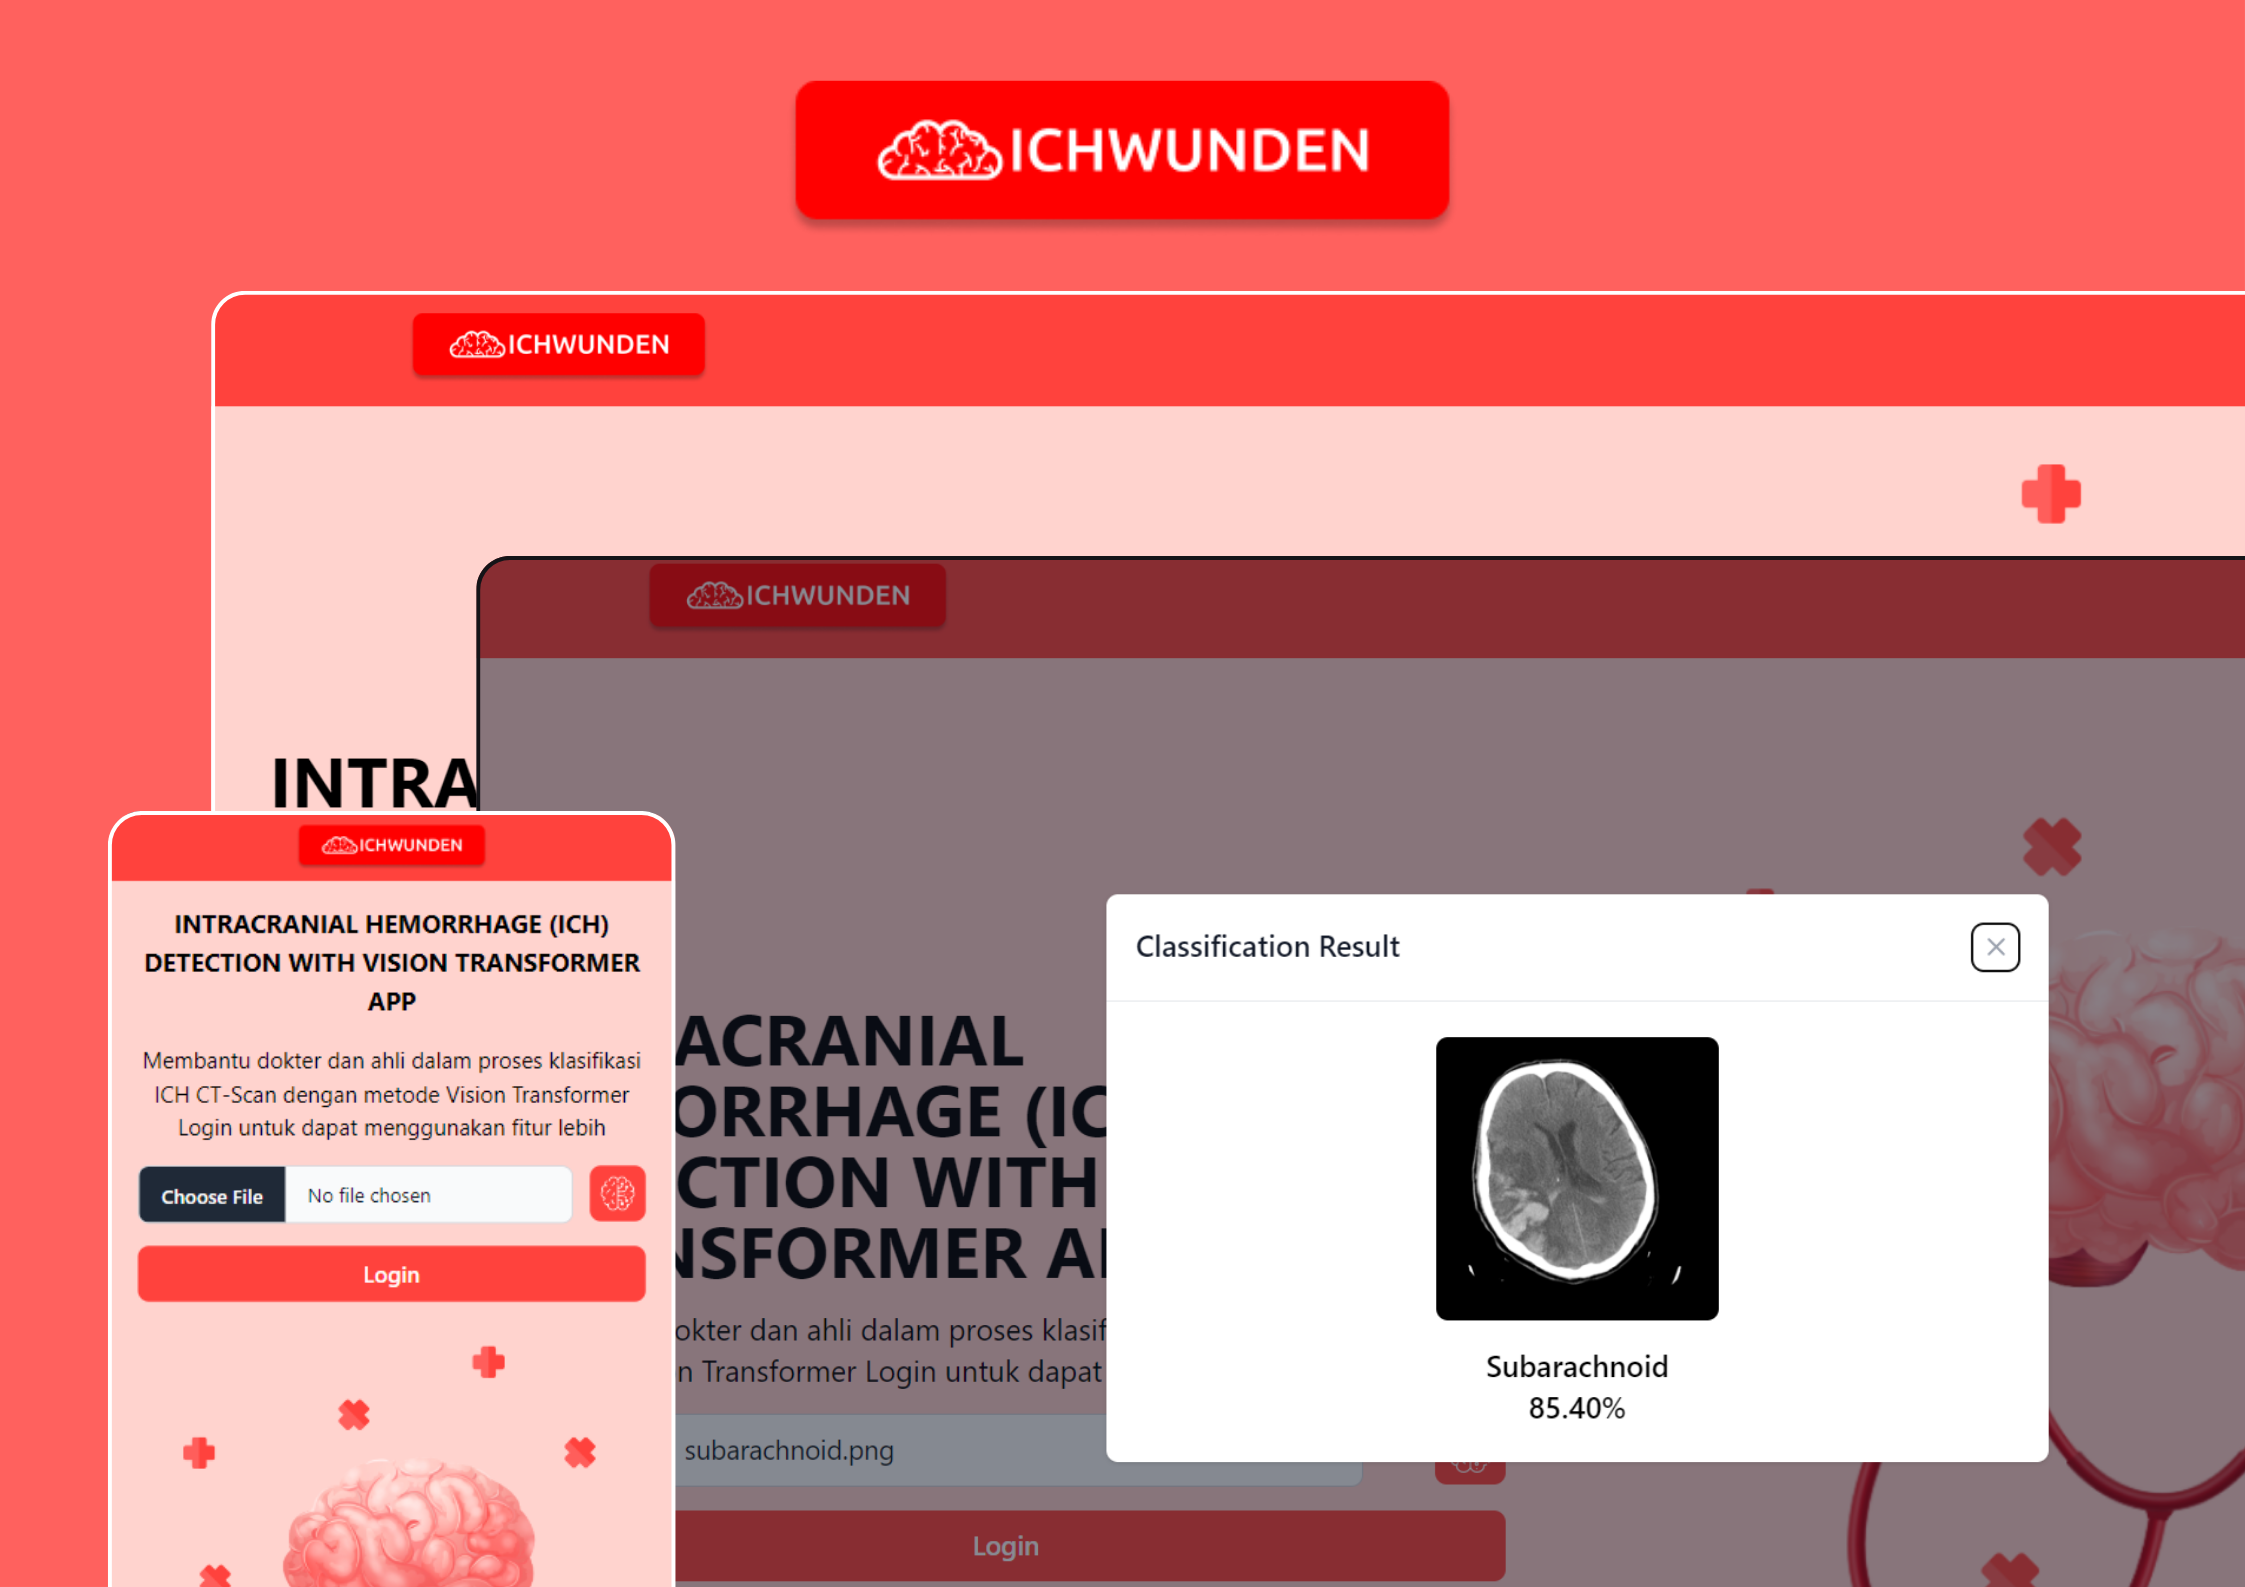 ICHWUNDEN
ICHWUNDEN
INTRA
ICHWUNDEN
ACRANIAL
ORRHAGE (IC
CTION WITH
NSFORMER A
okter dan ahli dalam proses klasif
n Transformer Login untuk dapat
subarachnoid.png
Login
ICHWUNDEN
INTRACRANIAL HEMORRHAGE (ICH)
DETECTION WITH VISION TRANSFORMER
APP
Membantu dokter dan ahli dalam proses klasifikasi
ICH CT-Scan dengan metode Vision Transformer
Login untuk dapat menggunakan fitur lebih
Choose File No file chosen
Login
Classification Result
Subarachnoid
85.40%